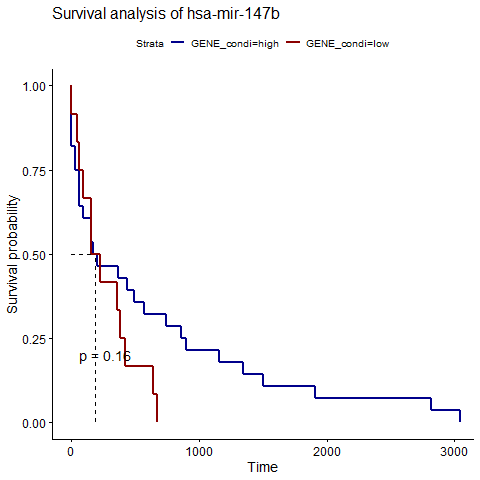 Survival analysis of hsa-mir-147b
Strata GENE_condi=high GENE_condi=low
1.00
0.75
0.50
0.25
0.00
Survival probability
p = 0.16
0 1000 2000 3000
Time